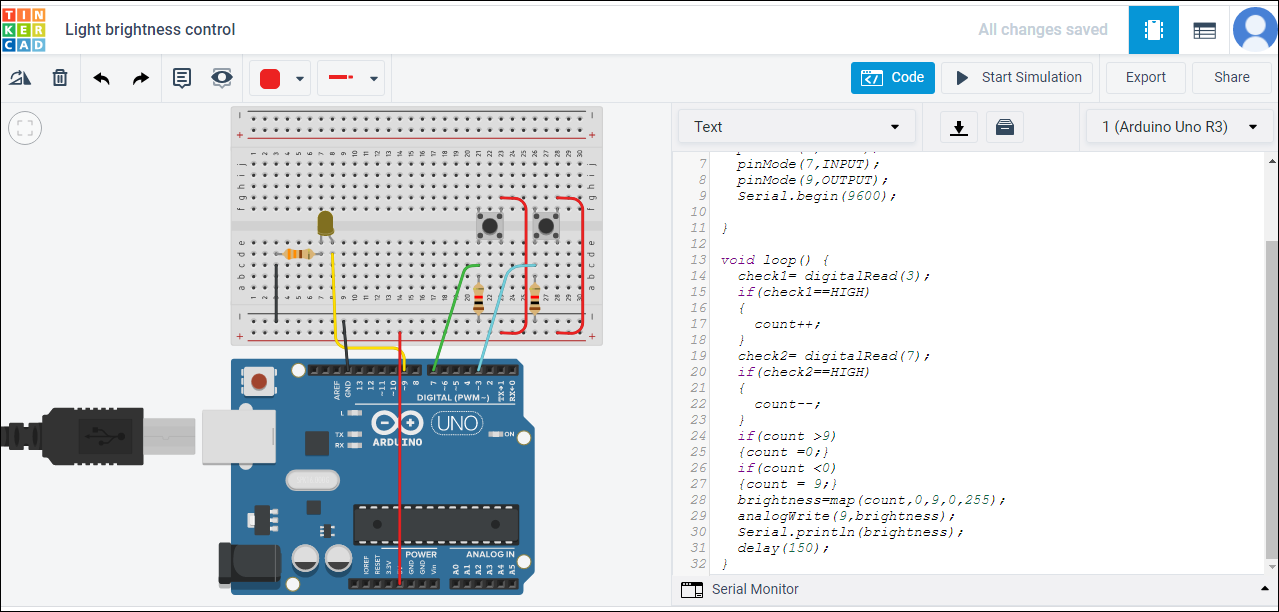 TIN
KER
CAD
Light brightness control
All changes saved
Code
Start Simulation
Export
Share
Text
1 (Arduino Uno R3)
7 pinMode(7,INPUT);
8 pinMode(9,OUTPUT);
9 Serial.begin(9600);
10
11 }
12
13 void loop() {
14 check1= digitalRead(3);
15 if(check1==HIGH)
16 {
17 count++;
18 }
19 check2= digitalRead(7);
20 if(check2==HIGH)
21 {
22 count--;
23 }
24 if(count >9)
25 {count =0;}
26 if(count <0)
27 {count = 9;}
28 brightness=map(count,0,9,0,255);
29 analogWrite(9,brightness);
30 Serial.println(brightness);
31 delay(150);
32 }
Serial Monitor
AREF
GND
13
12
~11
~10
~9
8
7
~6
~5
4
~3
2
TX→1
RX←0
DIGITAL (PWM~)
L
TX
RX
UNO
ON
ARDUINO
POWER
ANALOG IN
IOREF
RESET
3.3V
GND
GND
Vin
A0
A1
A2
A3
A4
A5